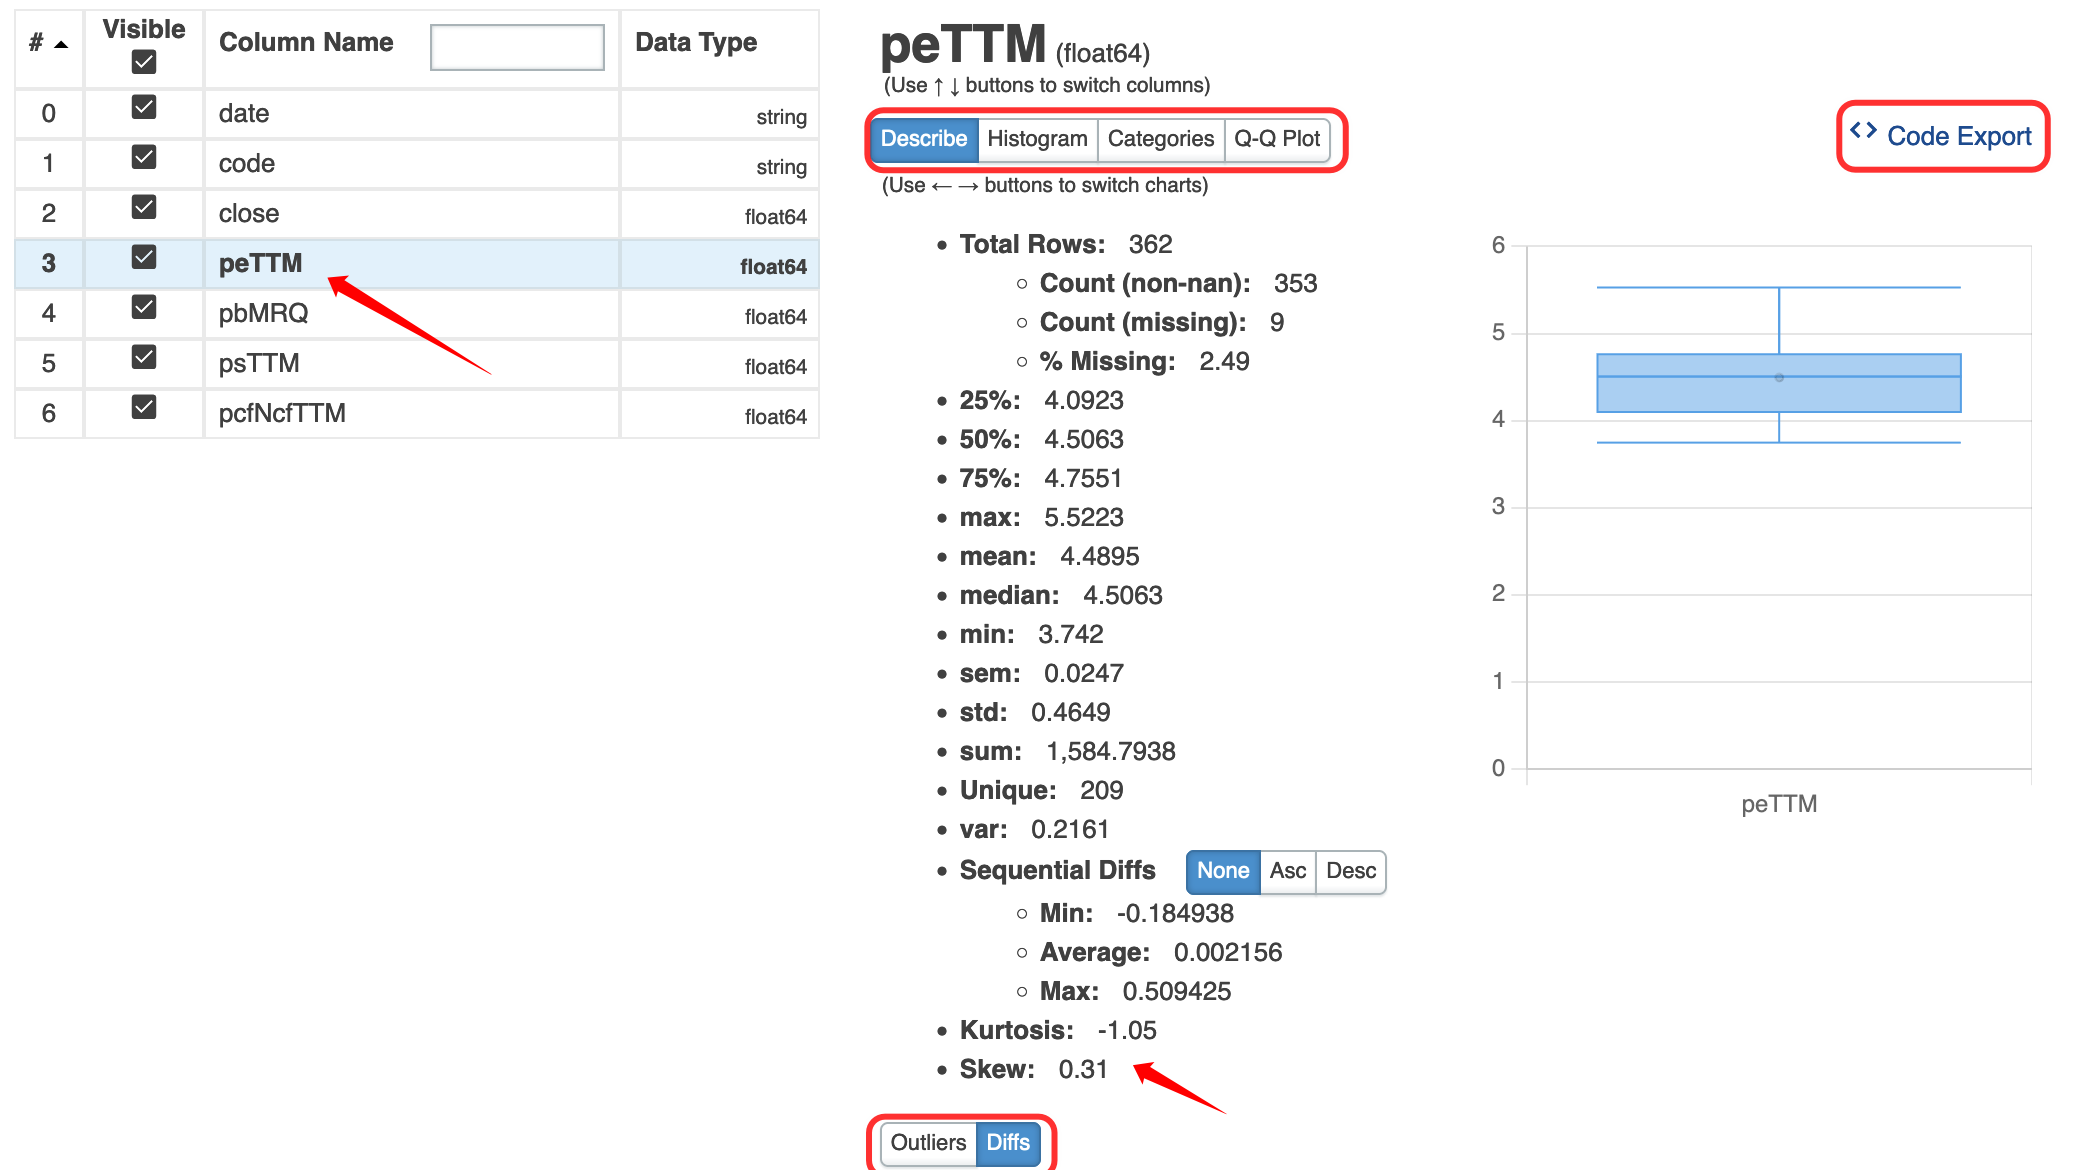 # Visible Column Name Data Type
0 date string
1 code string
2 close float64
3 peTTM float64
4 pbMRQ float64
5 psTTM float64
6 pcfNcfTTM float64
peTTM (float64)
(Use ↑ ↓ buttons to switch columns)
Describe Histogram Categories Q-Q Plot
<> Code Export
(Use ← → buttons to switch charts)
Total Rows: 362
Count (non-nan): 353
Count (missing): 9
% Missing: 2.49
25%: 4.0923
50%: 4.5063
75%: 4.7551
max: 5.5223
mean: 4.4895
median: 4.5063
min: 3.742
sem: 0.0247
std: 0.4649
sum: 1,584.7938
Unique: 209
var: 0.2161
Sequential Diffs None Asc Desc
Min: -0.184938
Average: 0.002156
Max: 0.509425
Kurtosis: -1.05
Skew: 0.31
Outliers Diffs
6
5
4
3
2
1
0
peTTM